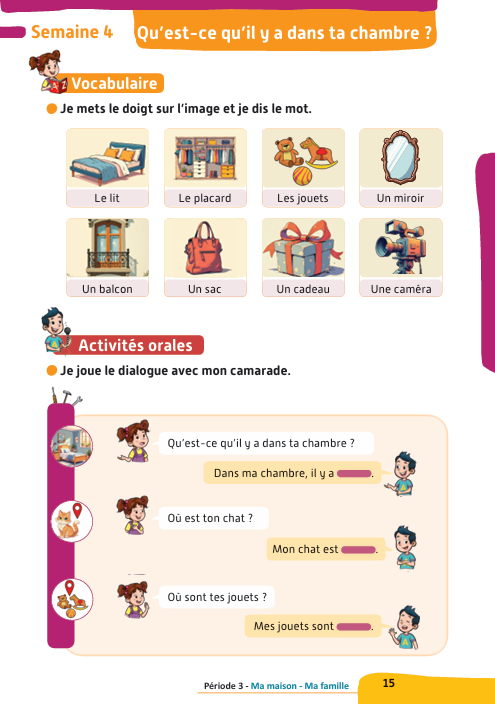 Semaine 4
Qu'est-ce qu'il y a dans ta chambre ?
A Z
Vocabulaire
Je mets le doigt sur l'image et je dis le mot.
Le lit
Le placard
Les jouets
Un miroir
Un balcon
Un sac
Un cadeau
Une caméra
Activités orales
Je joue le dialogue avec mon camarade.
Qu'est-ce qu'il y a dans ta chambre ?
Dans ma chambre, il y a .
Où est ton chat ?
Mon chat est .
Où sont tes jouets ?
Mes jouets sont .
Période 3 - Ma maison - Ma famille
15